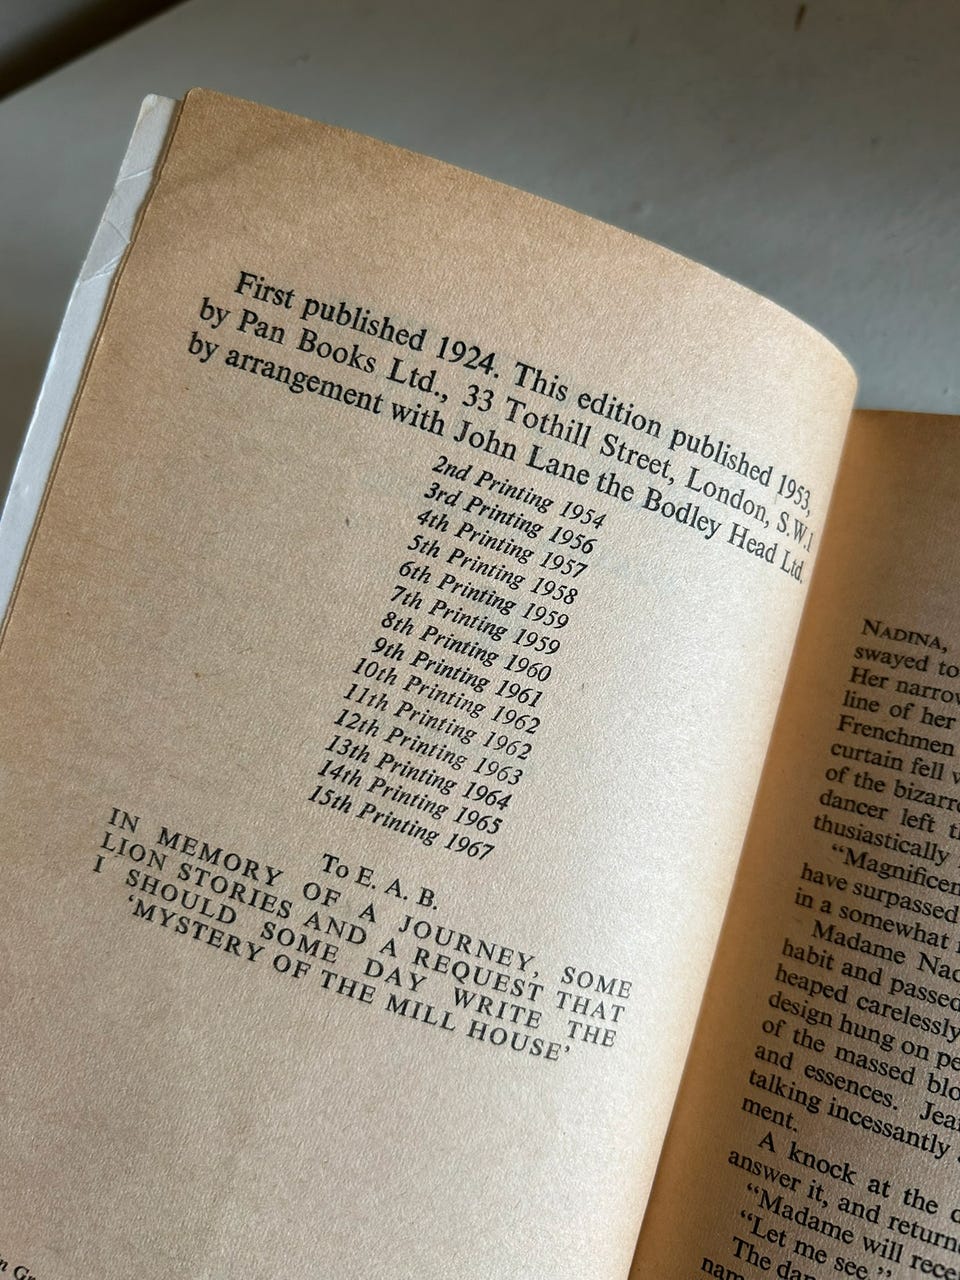 First published 1924. This edition published 1953,
by Pan Books Ltd., 33 Tothill Street, London, S.W.1
by arrangement with John Lane the Bodley Head Ltd.
2nd Printing 1954
3rd Printing 1956
4th Printing 1957
5th Printing 1958
6th Printing 1959
7th Printing 1959
8th Printing 1960
9th Printing 1961
10th Printing 1962
11th Printing 1962
12th Printing 1963
13th Printing 1964
14th Printing 1965
15th Printing 1967
To E. A. B.
IN MEMORY OF A JOURNEY, SOME
LION STORIES AND A REQUEST THAT
I SHOULD SOME DAY WRITE THE
‘MYSTERY OF THE MILL HOUSE’
NADINA,
swayed to
Her narrow
line of her
Frenchmen
curtain fell
of the bizarre
dancer left
thusiastically
“Magnificen
have surpassed
in a somewhat
Madame Nad
habit and passed
heaped carelessly
design hung on
of the massed
and essences. Jean
talking incessantly
ment.
A knock at the
answer it, and return
“Madame will rece
“Let me see.”
The